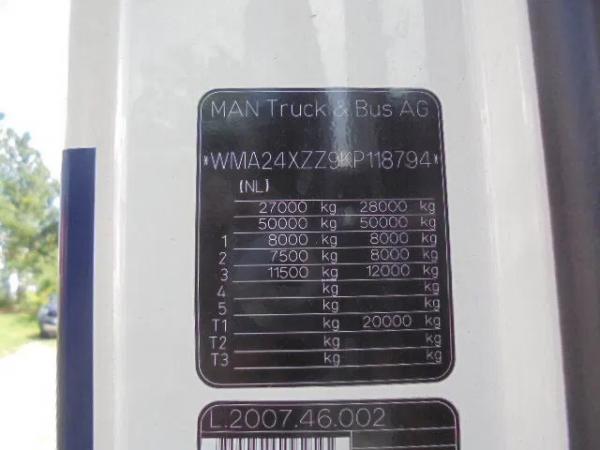 MAN Truck & Bus AG
*WMA24XZZ9KP118794*
(NL)
27000 kg 28000 kg
50000 kg 50000 kg
1 8000 kg 8000 kg
2 7500 kg 8000 kg
3 11500 kg 12000 kg
4 kg kg
5 kg kg
T1 kg 20000 kg
T2 kg kg
T3 kg kg
L.2007.46.002